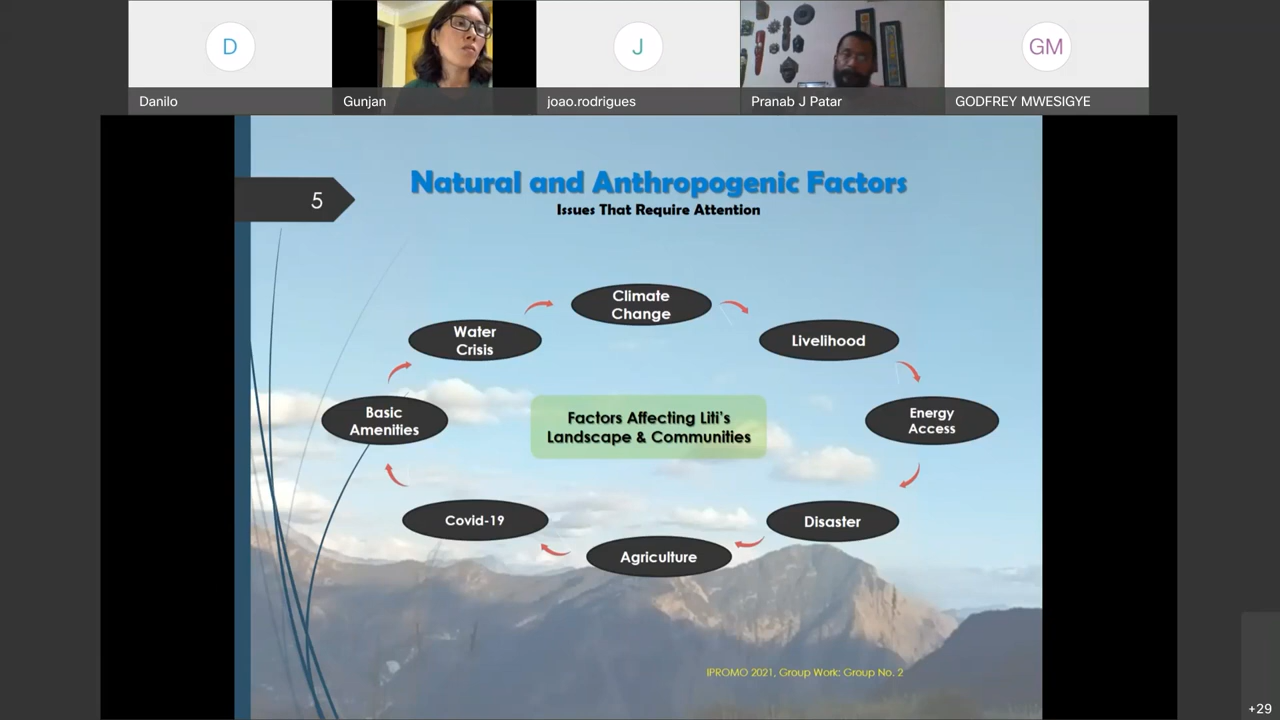 D
J
GM
Danilo
Gunjan
joao.rodrigues
Pranab J Patar
GODFREY MWESIGYE
5
Natural and Anthropogenic Factors
Issues That Require Attention
Climate
Change
Livelihood
Energy
Access
Disaster
Agriculture
Covid-19
Basic
Amenities
Water
Crisis
Factors Affecting Liti's
Landscape & Communities
IPROMO 2021, Group Work: Group No. 2
+29